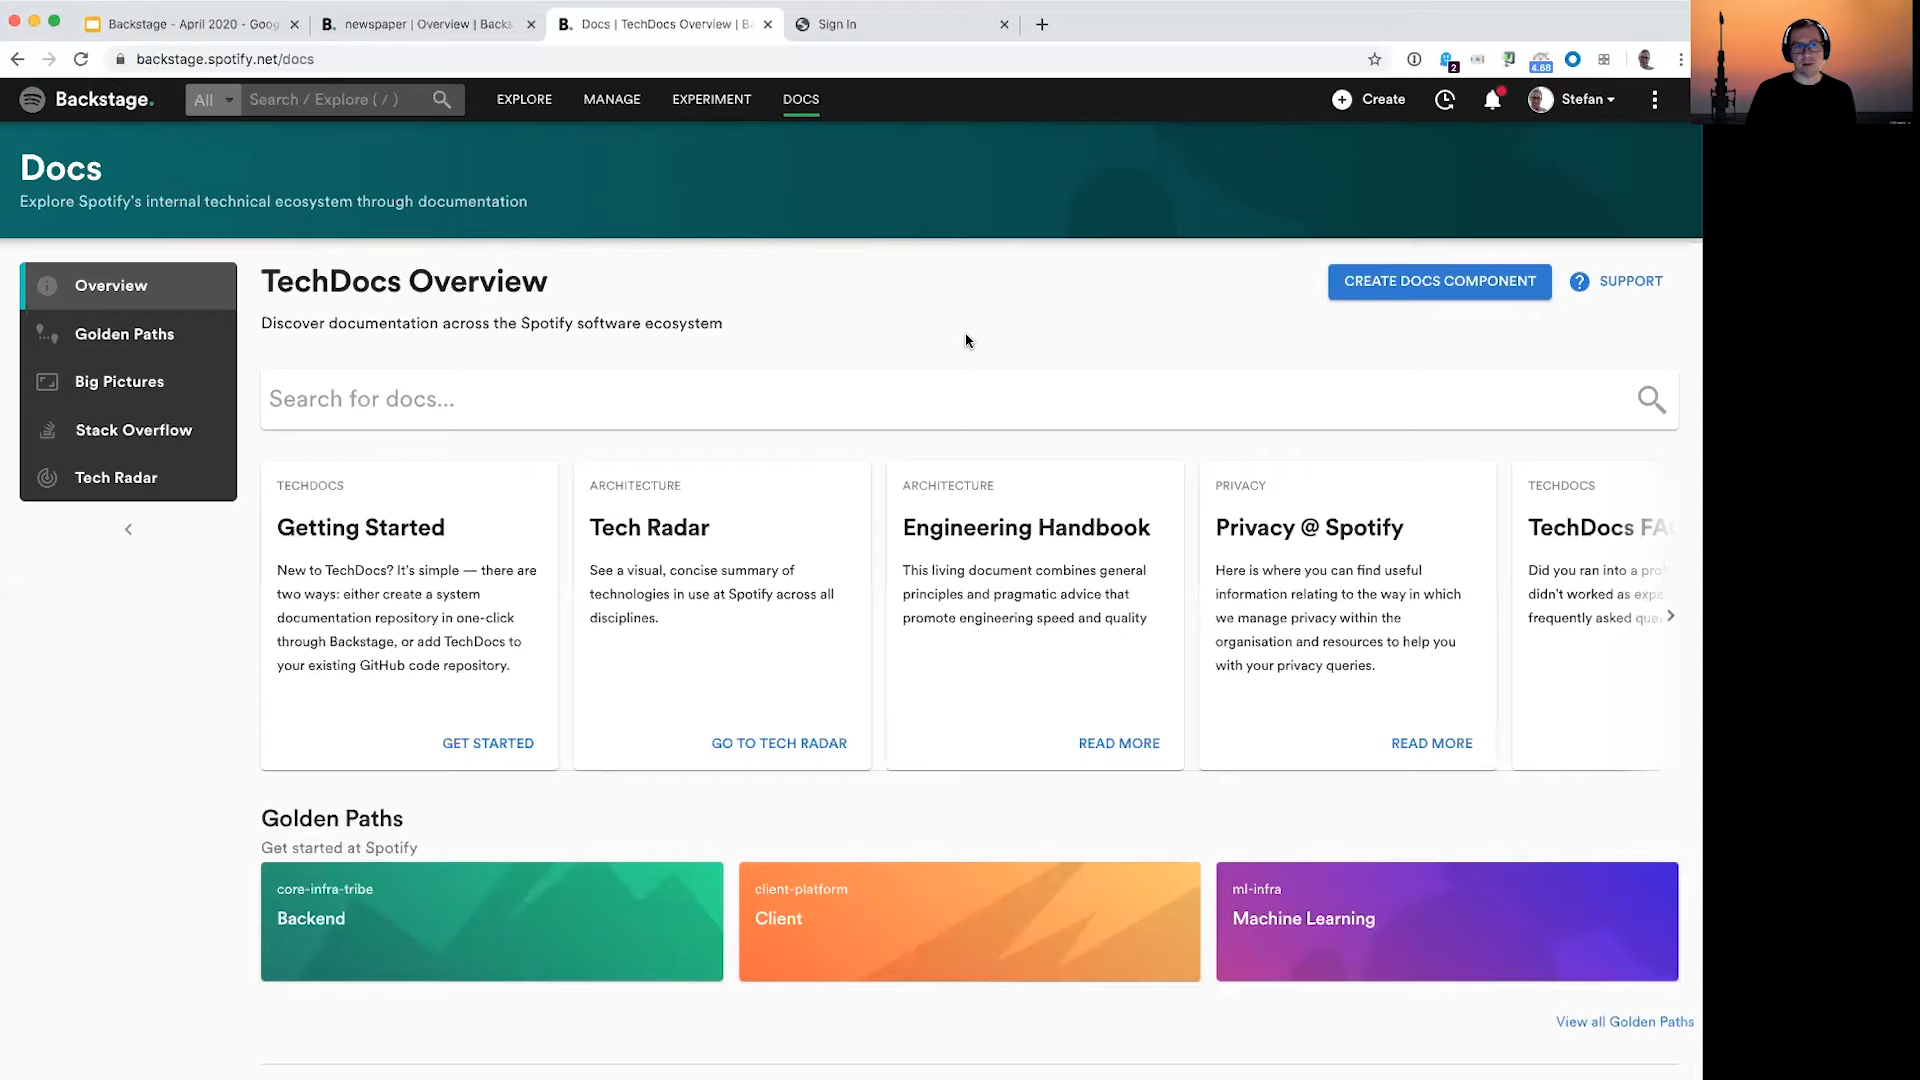 Backstage - April 2020 - Goog
newspaper | Overview | Backs
Docs | TechDocs Overview | B
Sign In
backstage.spotify.net/docs
2
4.68
Backstage.
All
Search / Explore ( / )
EXPLORE
MANAGE
EXPERIMENT
DOCS
Create
Stefan
Docs
Explore Spotify's internal technical ecosystem through documentation
Overview
Golden Paths
Big Pictures
Stack Overflow
Tech Radar
TechDocs Overview
CREATE DOCS COMPONENT
SUPPORT
Discover documentation across the Spotify software ecosystem
Search for docs...
TECHDOCS
Getting Started
New to TechDocs? It's simple — there are
two ways: either create a system
documentation repository in one-click
through Backstage, or add TechDocs to
your existing GitHub code repository.
GET STARTED
ARCHITECTURE
Tech Radar
See a visual, concise summary of
technologies in use at Spotify across all
disciplines.
GO TO TECH RADAR
ARCHITECTURE
Engineering Handbook
This living document combines general
principles and pragmatic advice that
promote engineering speed and quality
READ MORE
PRIVACY
Privacy @ Spotify
Here is where you can find useful
information relating to the way in which
we manage privacy within the
organisation and resources to help you
with your privacy queries.
READ MORE
TECHDOCS
TechDocs FAQ
Did you ran into a pro
didn't worked as expe
frequently asked que
Golden Paths
Get started at Spotify
core-infra-tribe
Backend
client-platform
Client
ml-infra
Machine Learning
View all Golden Paths